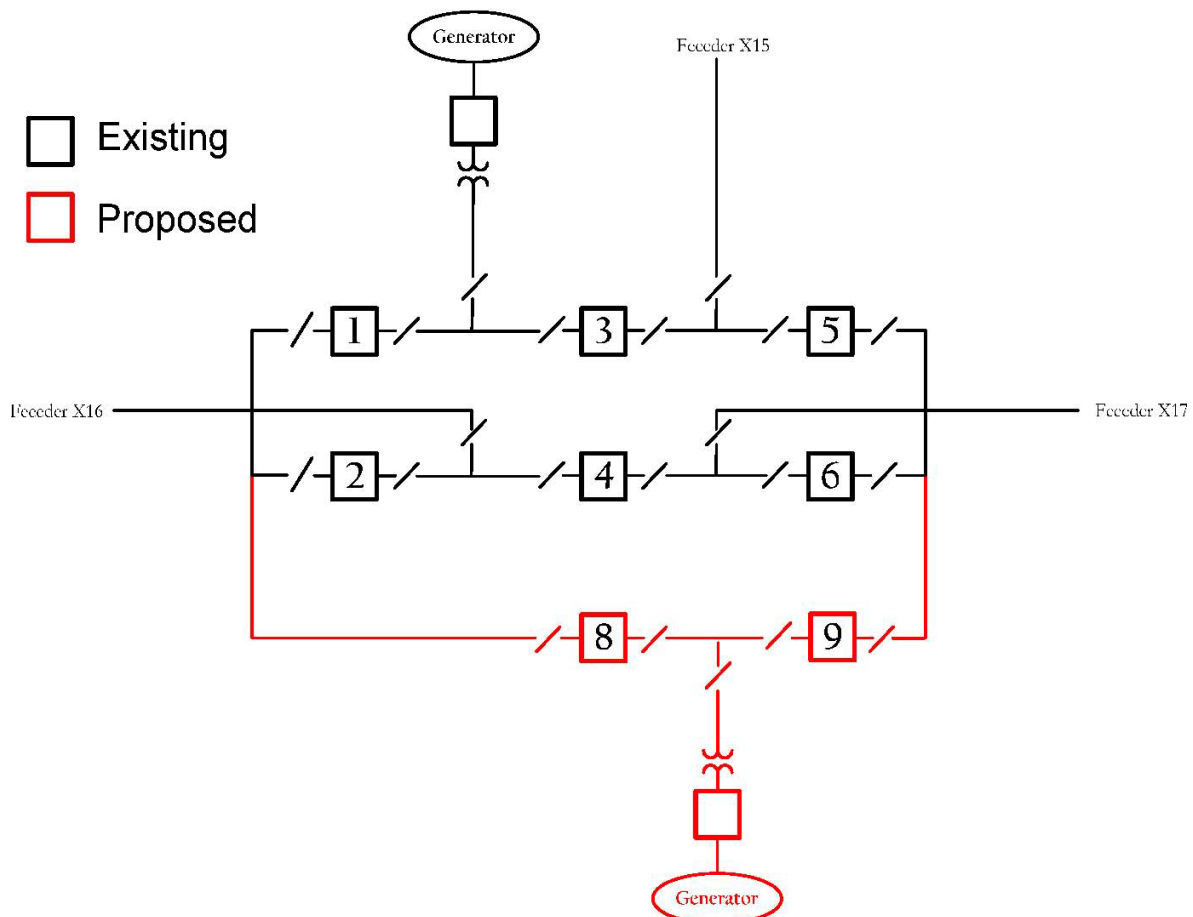 Generator
Feeeder X15
Existing
Proposed
1
3
5
Feeeder X16
Feeeder X17
2
4
6
8
9
Generator